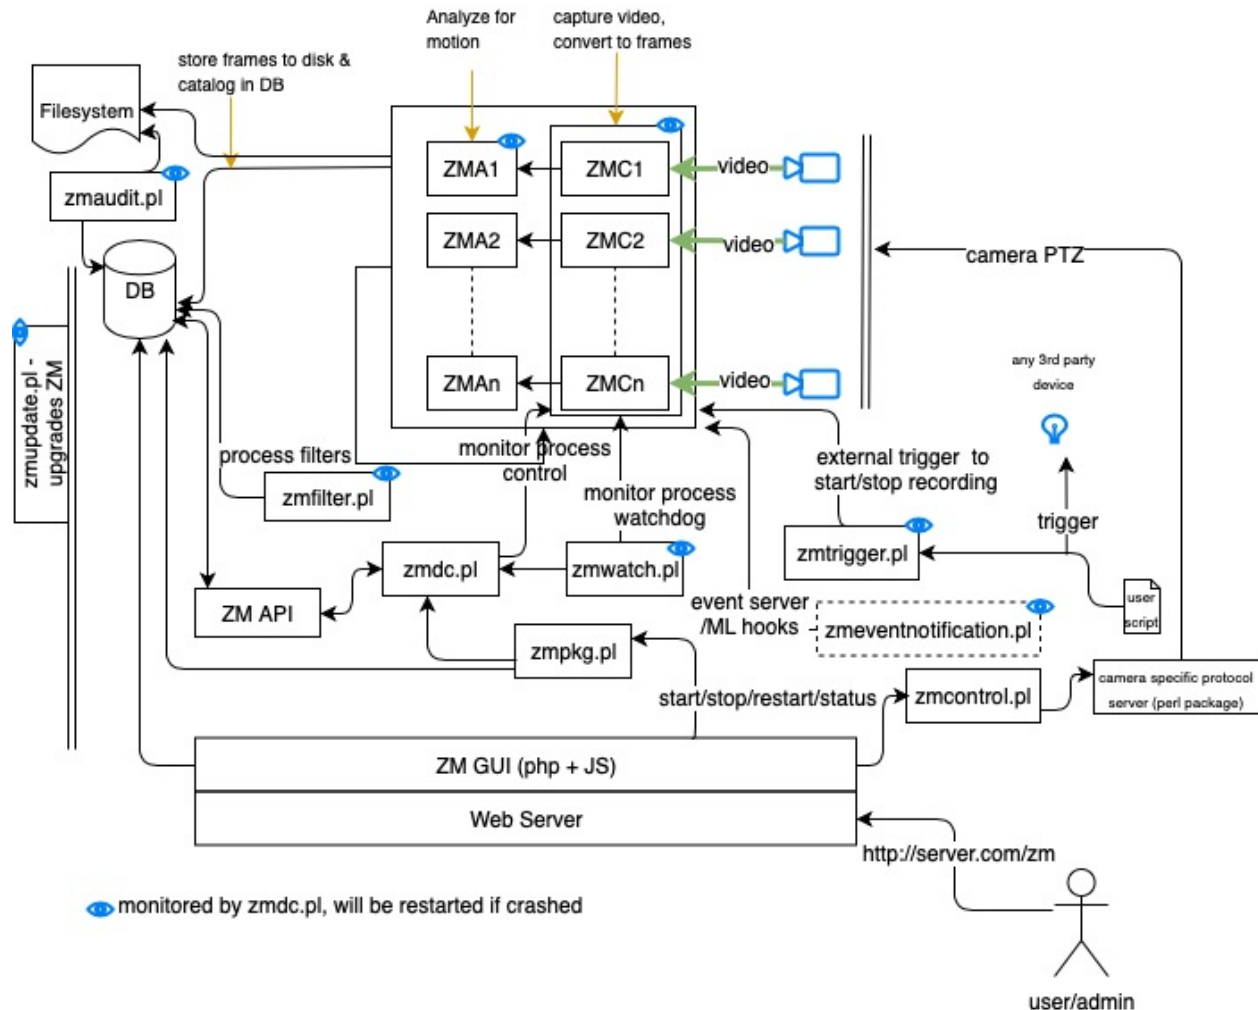 Analyze for
motion
capture video,
convert to frames
store frames to disk &
catalog in DB
Filesystem
zmaudit.pl
ZMA1
ZMC1
video
ZMA2
ZMC2
video
DB
camera PTZ
zmupdate.pl -
upgrades ZM
ZMAn
ZMCn
video
any 3rd party
device
process filters
zmfilter.pl
monitor process
control
monitor process
watchdog
external trigger to
start/stop recording
trigger
zmdc.pl
zmwatch.pl
zmtrigger.pl
ZM API
event server
/ML hooks
zmeventnotification.pl
user
script
zmpkg.pl
start/stop/restart/status
zmcontrol.pl
camera specific protocol
server (perl package)
ZM GUI (php + JS)
Web Server
http://server.com/zm
monitored by zmdc.pl, will be restarted if crashed
user/admin